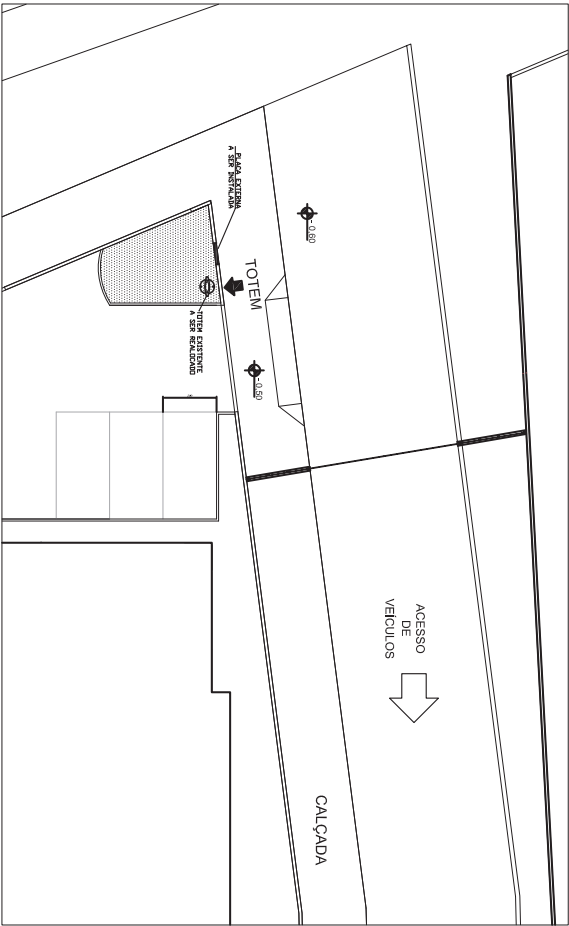 PLACA EXTERNA
A SER INSTALADA
-0.60
TOTEM
TOTEM EXISTENTE
A SER REALOCADO
-0.50
ACESSO
DE
VEÍCULOS
CALÇADA